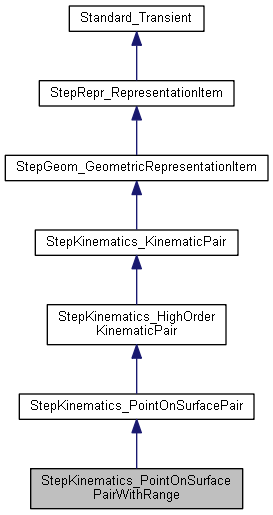 Standard_Transient
StepRepr_RepresentationItem
StepGeom_GeometricRepresentationItem
StepKinematics_KinematicPair
StepKinematics_HighOrder
KinematicPair
StepKinematics_PointOnSurfacePair
StepKinematics_PointOnSurface
PairWithRange